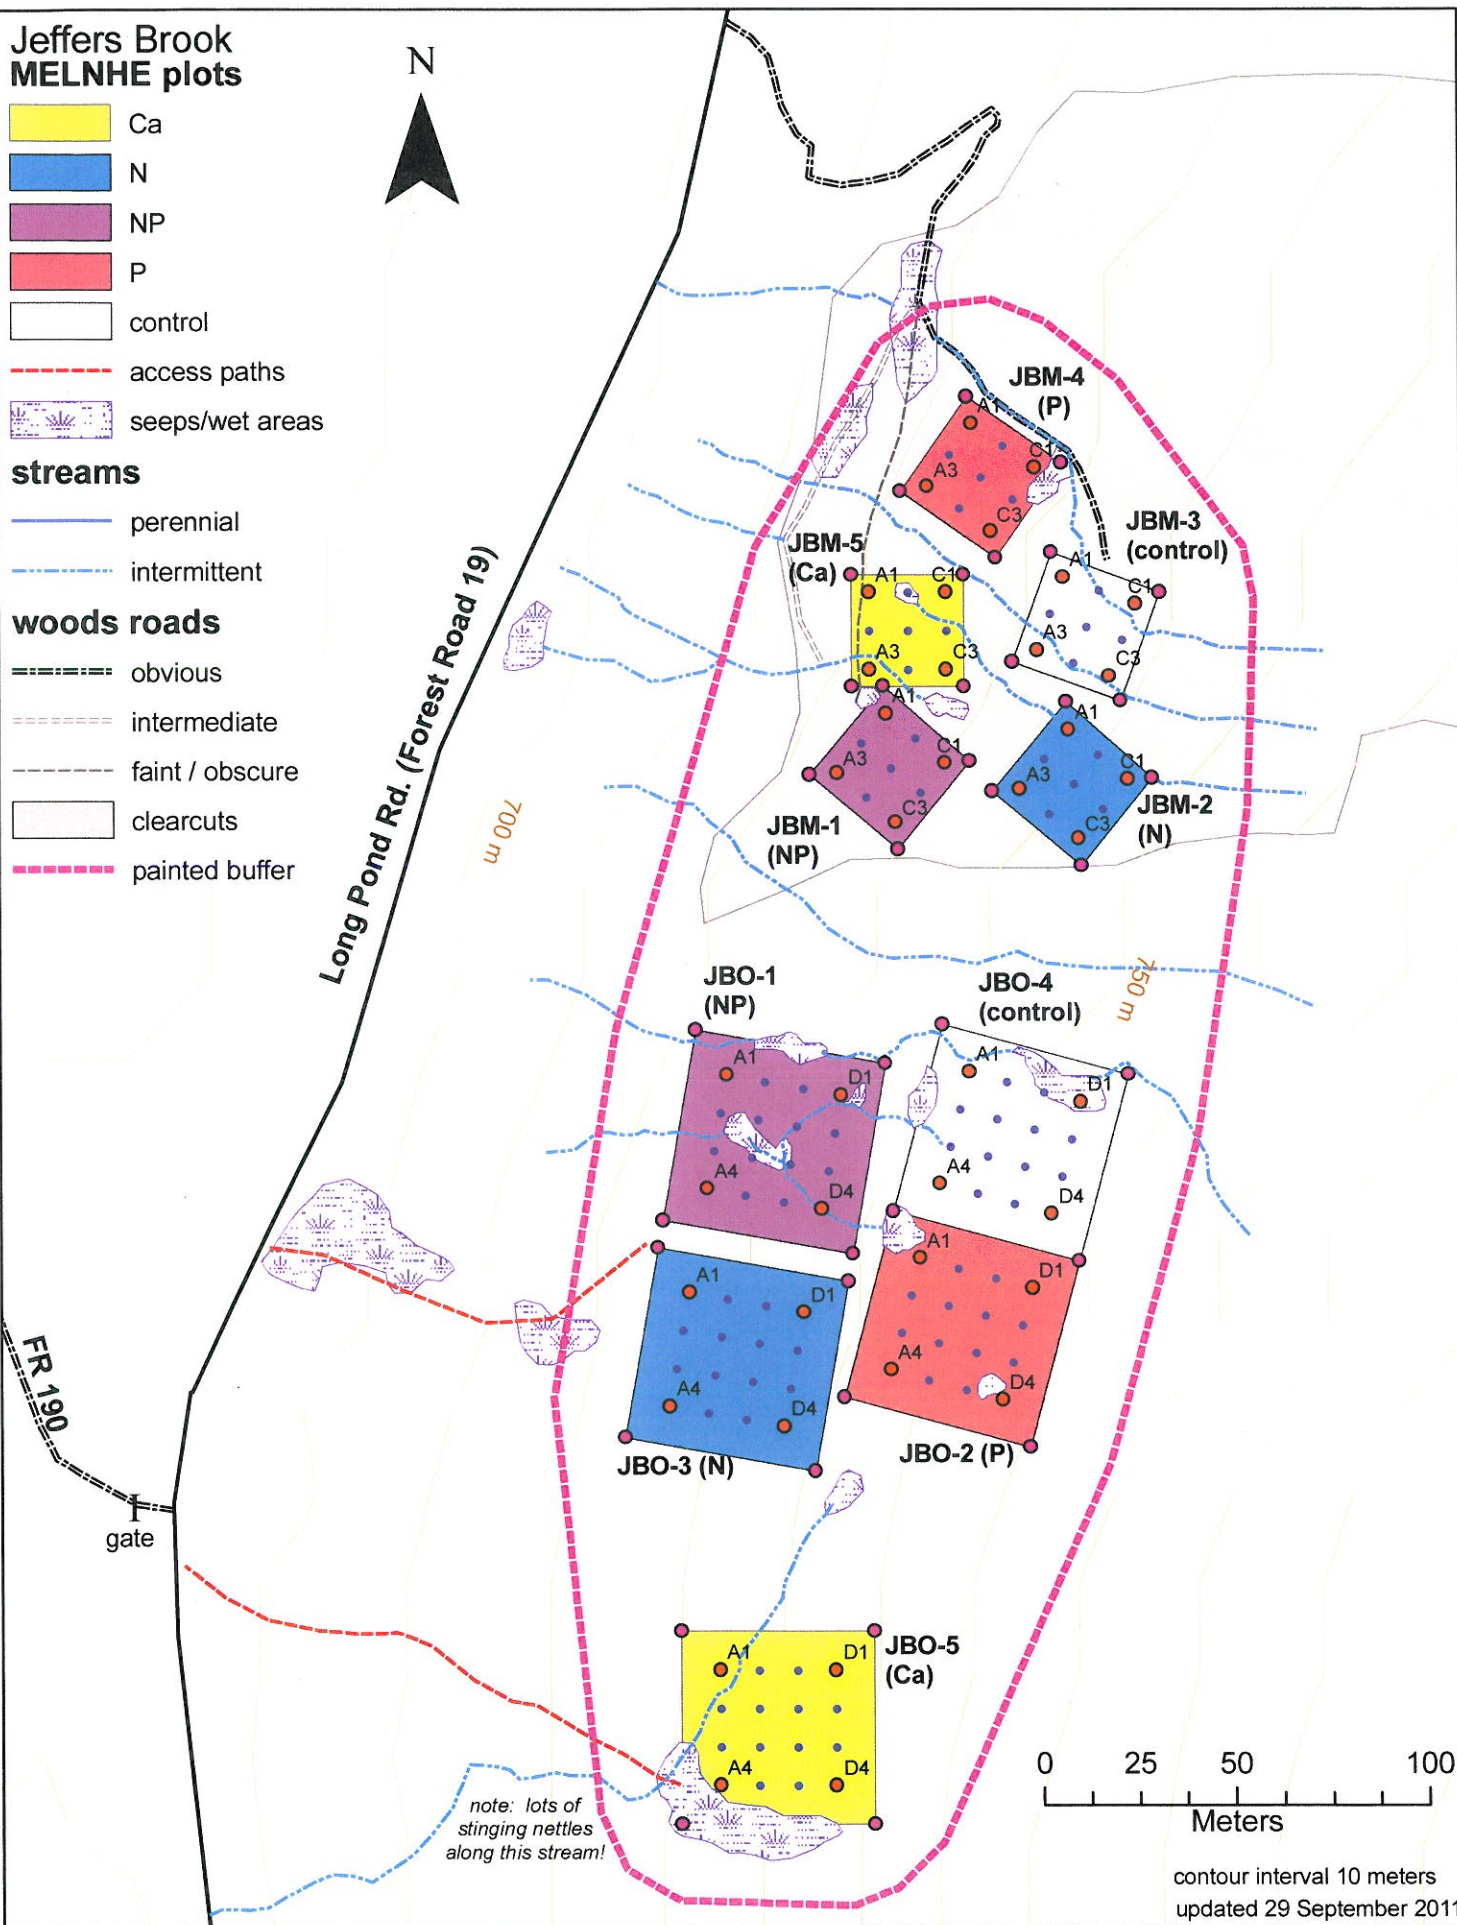 Jeffers Brook
MELNHE plots
Ca
N
NP
P
control
access paths
seeps/wet areas
streams
perennial
intermittent
woods roads
obvious
intermediate
faint / obscure
clearcuts
painted buffer
N
Long Pond Rd. (Forest Road 19)
700 m
750 m
FR 190
I
gate
JBM-4
(P)
A1
C1
A3
C3
JBM-3
(control)
A1
C1
A3
C3
JBM-5
(Ca)
A1
C1
A3
C3
JBM-1
(NP)
A1
C1
A3
C3
JBM-2
(N)
A1
C1
A3
C3
JBO-1
(NP)
A1
D1
A4
D4
JBO-4
(control)
A1
D1
A4
D4
JBO-3 (N)
A1
D1
A4
D4
JBO-2 (P)
A1
D1
A4
D4
JBO-5
(Ca)
A1
D1
A4
D4
note: lots of
stinging nettles
along this stream!
0 25 50 100
Meters
contour interval 10 meters
updated 29 September 2011